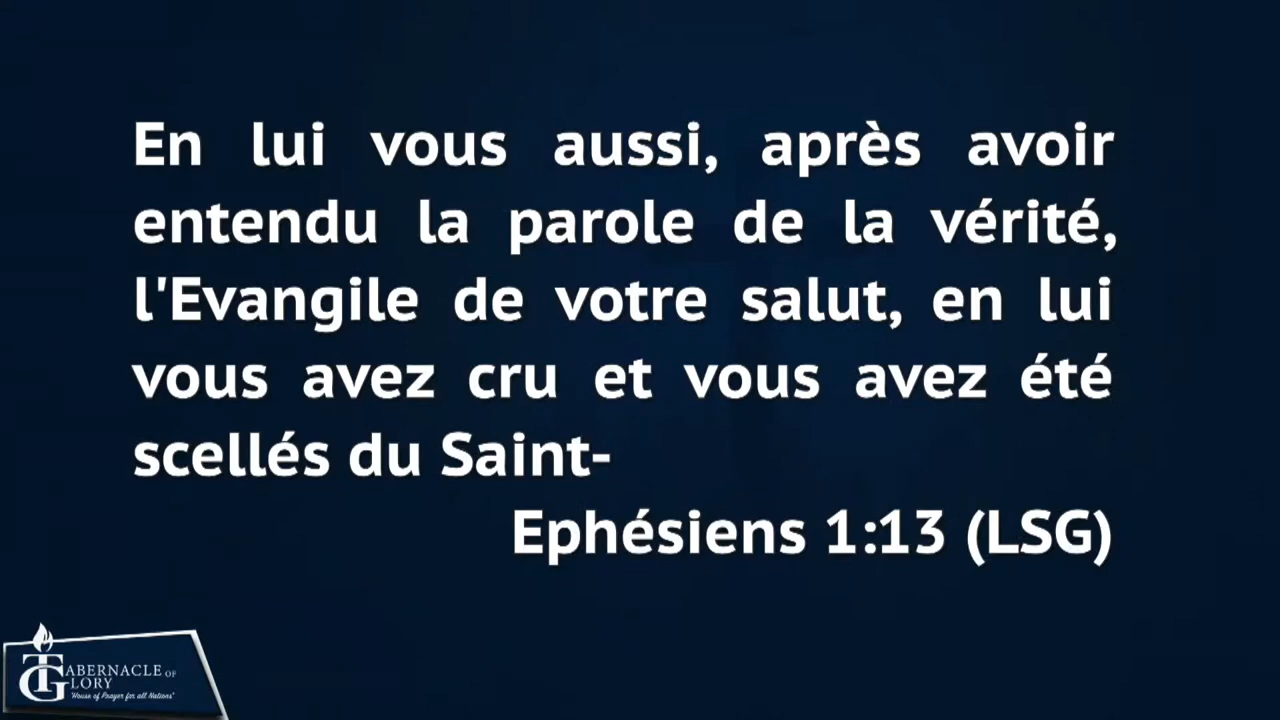 En lui vous aussi, après avoir
entendu la parole de la vérité,
l'Evangile de votre salut, en lui
vous avez cru et vous avez été
scellés du Saint-
Ephésiens 1:13 (LSG)
TABERNACLE OF
GLORY
"House of Prayer for all Nations"